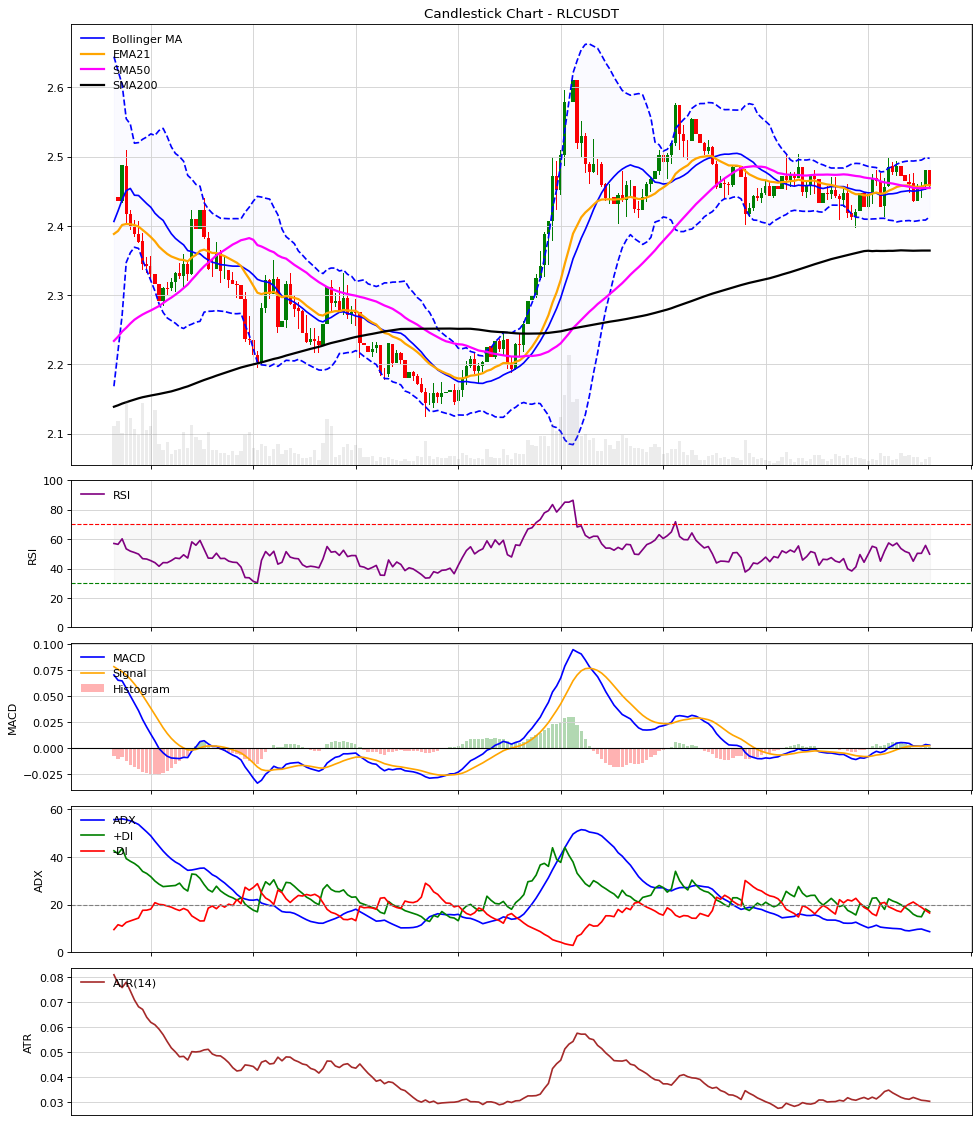 Candlestick Chart - RLCUSDT
Bollinger MA
EMA21
SMA50
SMA200
2.6
2.5
2.4
2.3
2.2
2.1
RSI
RSI
100
80
60
40
20
0
MACD
MACD
Signal
Histogram
0.100
0.075
0.050
0.025
0.000
−0.025
ADX
ADX
+DI
-DI
60
40
20
0
ATR
ATR(14)
0.08
0.07
0.06
0.05
0.04
0.03